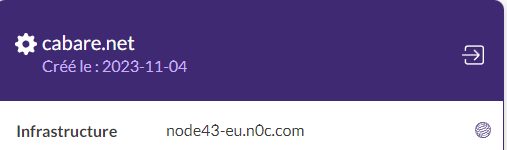 cabare.net
Créé le : 2023-11-04
Infrastructure node43-eu.n0c.com